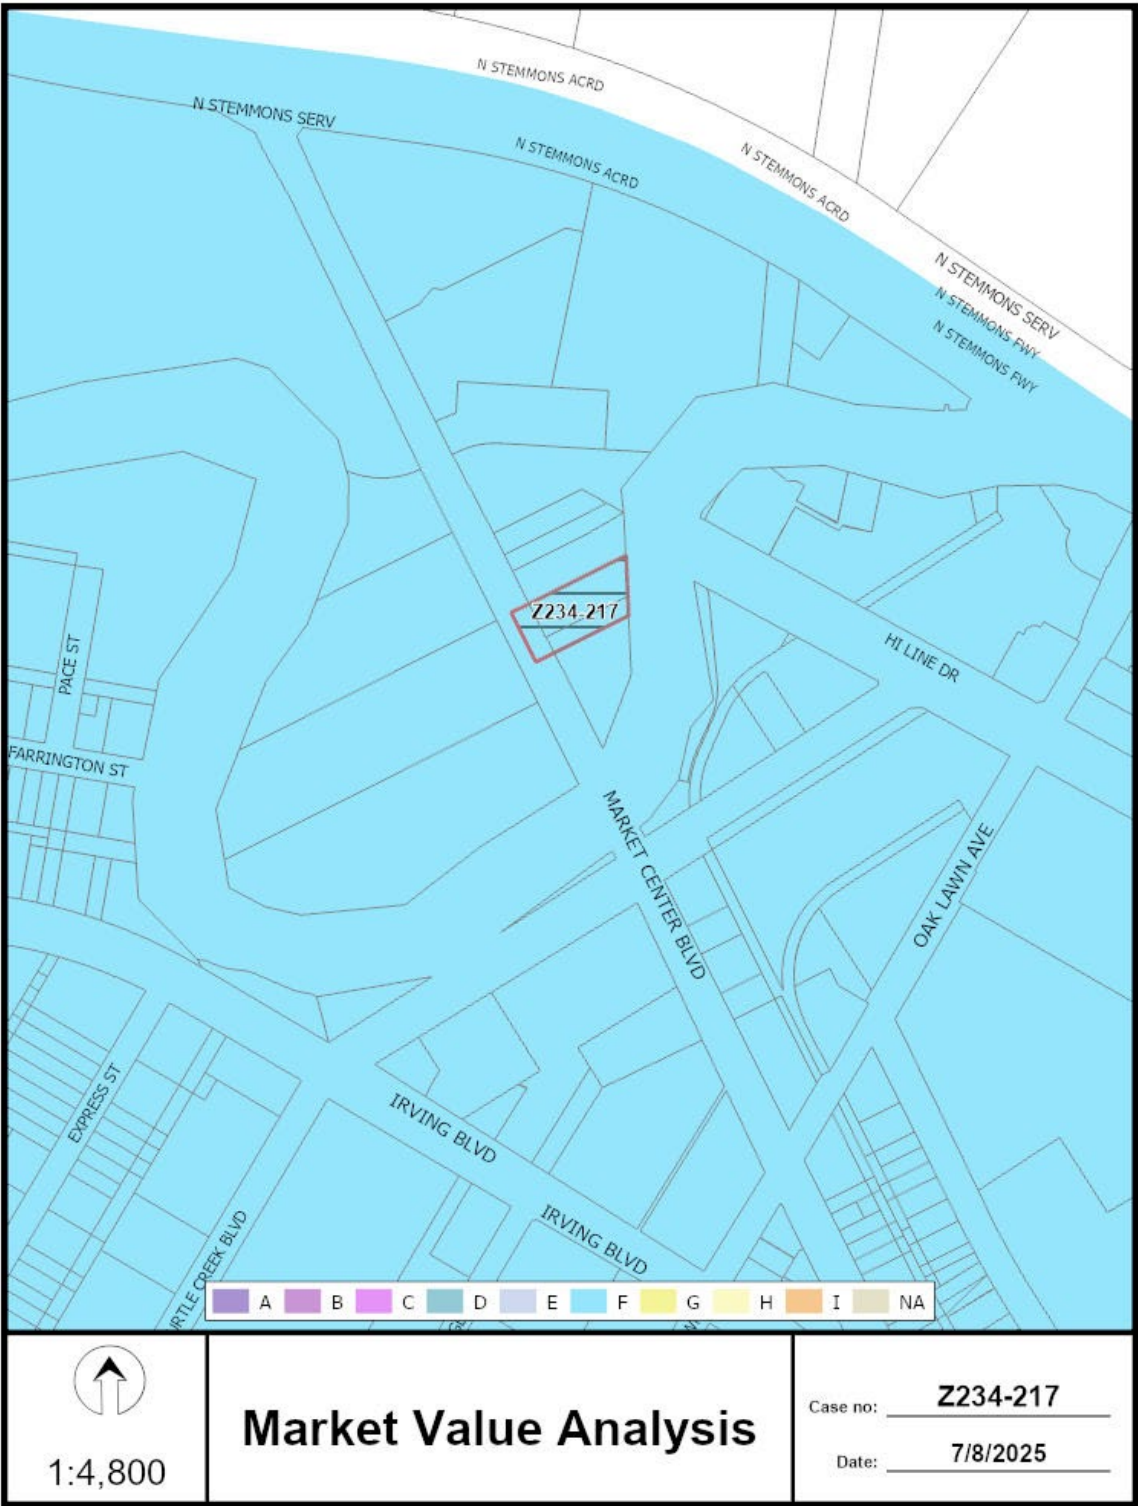 N STEMMONS ACRD
N STEMMONS SERV
N STEMMONS ACRD
N STEMMONS ACRD
N STEMMONS SERV
N STEMMONS FWY
N STEMMONS FWY
Z234-217
HI LINE DR
PACE ST
FARRINGTON ST
MARKET CENTER BLVD
OAK LAWN AVE
EXPRESS ST
IRVING BLVD
IRVING BLVD
RTLE CREEK BLVD
A B C D E F G H I NA
1:4,800
Market Value Analysis
Case no: Z234-217
Date: 7/8/2025